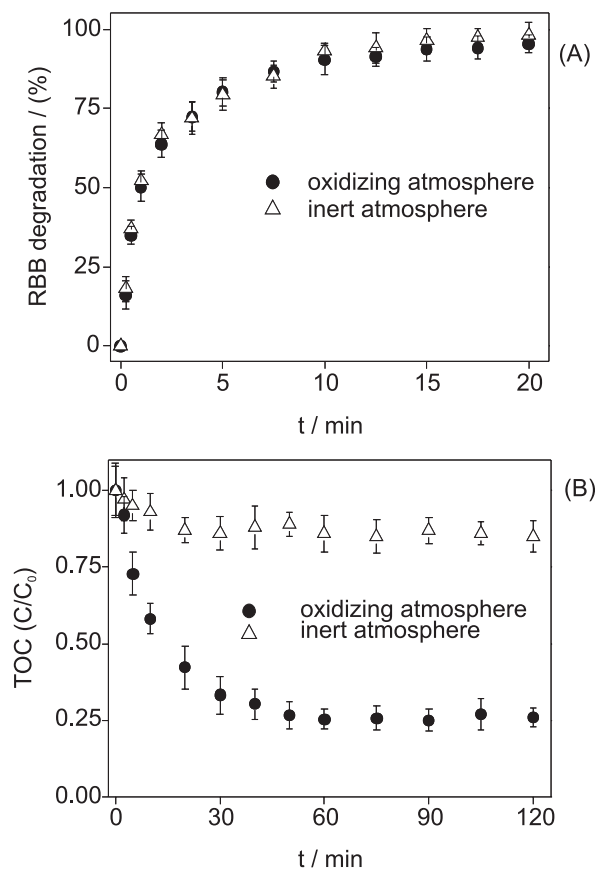 100
75
50
25
0
RBB degradation / (%)
(A)
oxidizing atmosphere
inert atmosphere
0 5 10 15 20
t / min
1.00
0.75
0.50
0.25
0.00
TOC (C/C₀)
(B)
oxidizing atmosphere
inert atmosphere
0 30 60 90 120
t / min